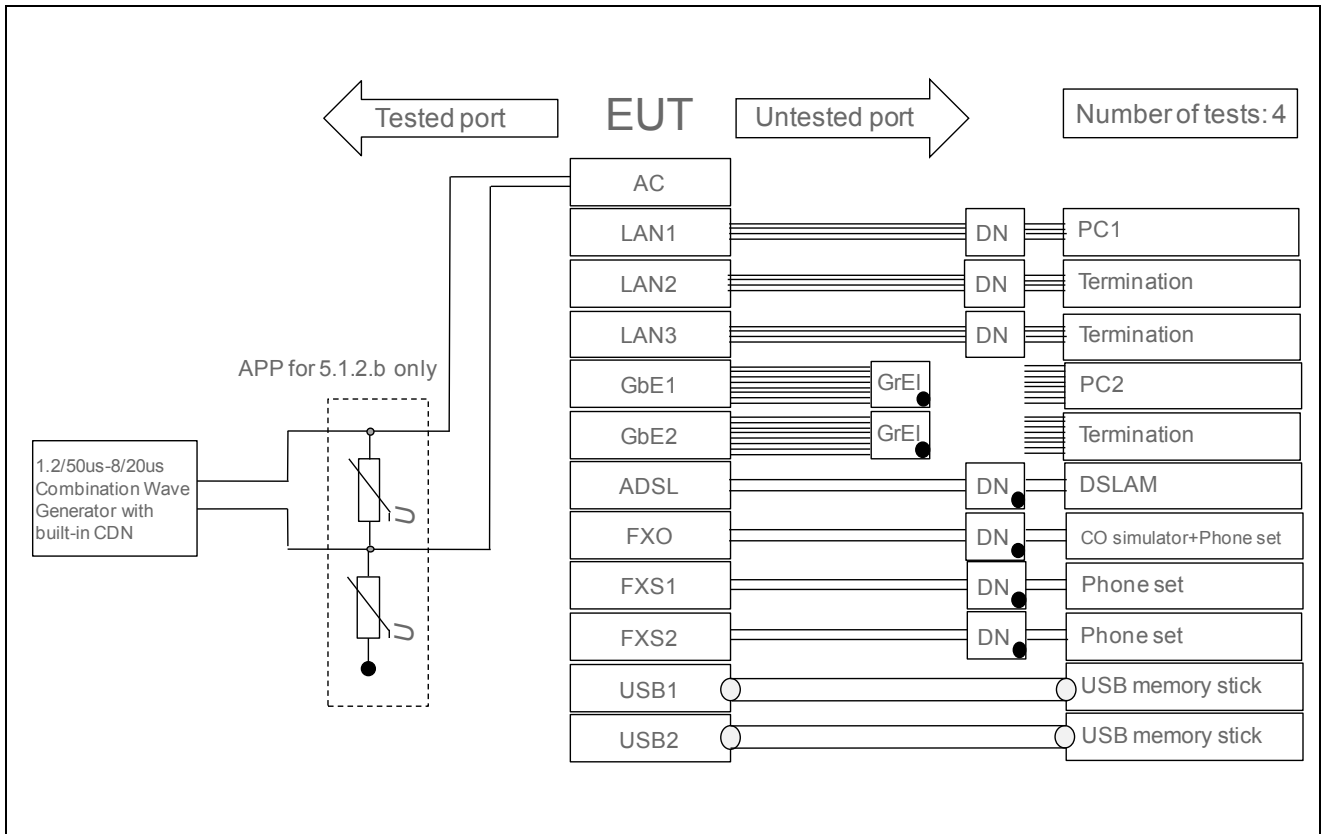 Tested port
EUT
Untested port
Number of tests: 4
AC
LAN1
DN
PC1
LAN2
DN
Termination
LAN3
DN
Termination
APP for 5.1.2.b only
GbE1
GrEl
PC2
GbE2
GrEl
Termination
1.2/50us-8/20us
Combination Wave
Generator with
built-in CDN
U
U
ADSL
DN
DSLAM
FXO
DN
CO simulator+Phone set
FXS1
DN
Phone set
FXS2
DN
Phone set
USB1
USB memory stick
USB2
USB memory stick